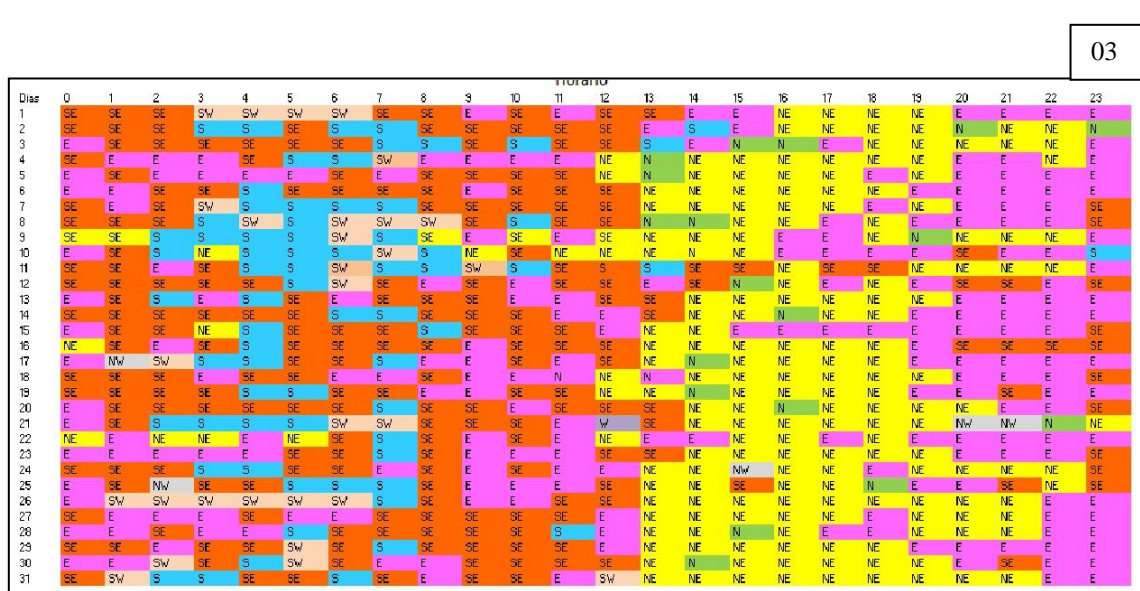 03
Horario
Dias 0 1 2 3 4 5 6 7 8 9 10 11 12 13 14 15 16 17 18 19 20 21 22 23
1 SE SE SE SW SW SW SW SE SE E SE E SE SE E E NE NE NE NE E E E E
2 SE SE SE S S SE S S SE SE SE SE SE E S E NE NE NE NE N NE NE N
3 E SE SE SE SE SE S S S SE S SE SE S E N N E NE NE NE NE NE E
4 SE E E E SE S S SW E E E E NE N NE NE NE NE NE NE E E NE E
5 E SE E E E E SE E SE SE SE SE NE N NE NE NE NE E NE E E E E
6 E E SE SE S SE SE SE SE E SE SE SE NE NE NE NE NE NE E E E E E
7 SE E SE SW S S S S SE SE SE SE SE NE NE NE NE NE E NE E E E SE
8 SE SE SE S SW S SW SW SW SE S SE SE N N NE NE E NE E E E E SE
9 SE SE S S S S SW S SE E SE E SE NE NE NE E E NE N NE NE NE E
10 E SE S NE S S S SW S NE SE NE NE NE N NE E E E E SE E E S
11 SE SE E SE S S SW S S SW S SE S S SE SE NE SE SE NE NE NE NE E
12 SE SE SE SE SE S SW SE E SE E SE SE E SE N NE E NE E SE SE E SE
13 E SE S E S SE E SE SE SE E E SE SE NE NE NE NE NE NE E E E E
14 SE SE SE SE SE SE S S SE SE SE E E SE NE NE N NE NE E E E E E
15 E SE SE NE S SE SE SE S SE SE SE E NE NE E E E E E E E E SE
16 NE SE E SE S SE SE SE SE E SE SE SE NE NE NE NE NE NE E SE SE SE SE
17 E NW SW S S SE SE S E E SE E SE NE N NE NE NE NE E E E E E
18 SE SE SE E SE SE E E SE E E N NE N NE NE NE NE NE NE E E E SE
19 SE SE SE SE S S SE SE SE E SE SE NE NE N NE NE NE NE E E SE E E
20 E SE SE SE SE SE SE S SE SE E SE SE SE NE NE N NE NE NE NE E E SE
21 E SE S S S S SW SW SE SE SE E W SE NE NE NE NE NE NE NW NW N NE
22 NE E NE NE E NE SE S SE E SE E NE E E NE NE E NE E E E E E
23 E E E E E SE SE S SE E E E SE SE NE NE NE NE NE E E E E SE
24 SE SE SE S S SE SE E SE E SE E E NE NE NW NE NE E NE NE NE NE SE
25 E SE NW SE SE S S S SE E E E SE NE NE SE NE NE N E E SE NE SE
26 E SW SW SW SW SW SW S SE E E SE SE NE NE NE NE NE NE NE NE NE E E
27 SE E E E SE E E SE SE SE SE SE E NE NE NE NE NE E NE NE NE E E
28 E E SE E E S SE SE SE SE SE S E NE NE N NE E E NE NE NE E E
29 SE SE E SE SE SW SE S SE SE SE SE E NE NE NE NE NE NE E E E E E
30 E E SW SE S SW SE SE E SE SE SE SE NE N NE NE NE NE NE E SE E E
31 SE SW S S SE SE S SE E SE SE E SW NE NE NE NE NE NE NE NE NE E E